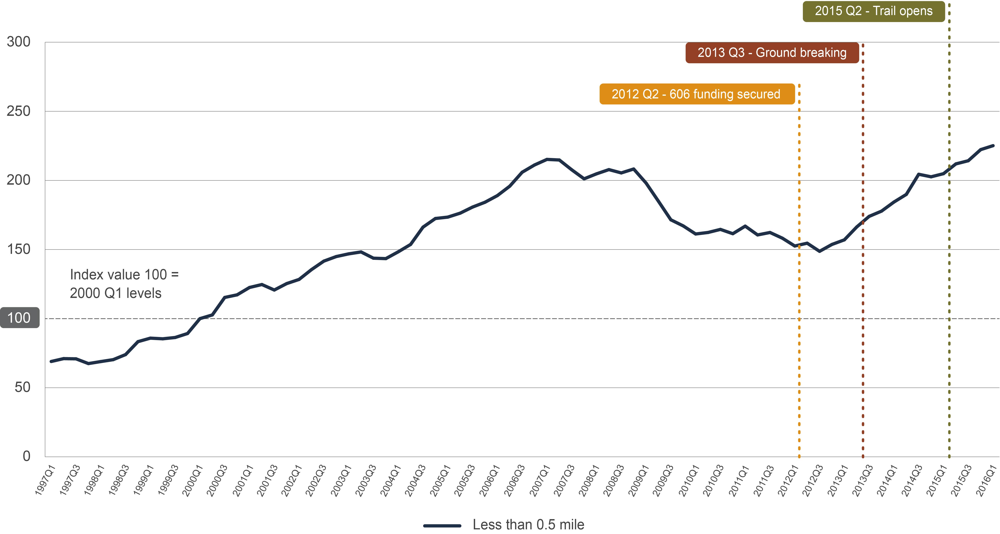 2015 Q2 - Trail opens
300
2013 Q3 - Ground breaking
2012 Q2 - 606 funding secured
250
200
150
Index value 100 =
2000 Q1 levels
100
50
0
1997Q1 1997Q3 1998Q1 1998Q3 1999Q1 1999Q3 2000Q1 2000Q3 2001Q1 2001Q3 2002Q1 2002Q3 2003Q1 2003Q3 2004Q1 2004Q3 2005Q1 2005Q3 2006Q1 2006Q3 2007Q1 2007Q3 2008Q1 2008Q3 2009Q1 2009Q3 2010Q1 2010Q3 2011Q1 2011Q3 2012Q1 2012Q3 2013Q1 2013Q3 2014Q1 2014Q3 2015Q1 2015Q3 2016Q1
Less than 0.5 mile